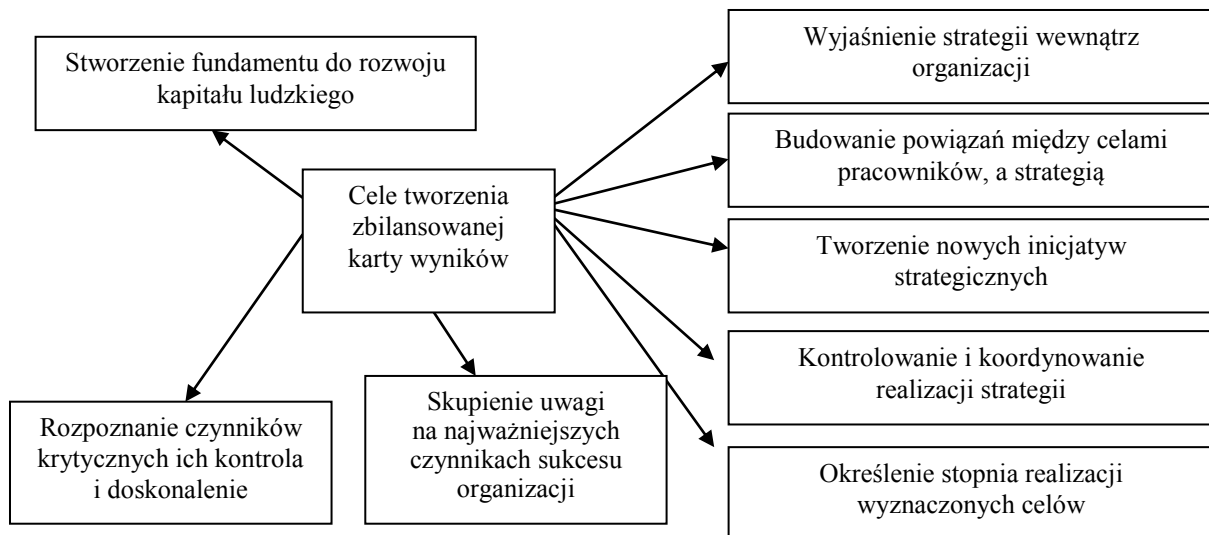 Stworzenie fundamentu do rozwoju
kapitału ludzkiego
Cele tworzenia
zbilansowanej
karty wyników
Rozpoznanie czynników
krytycznych ich kontrola
i doskonalenie
Skupienie uwagi
na najważniejszych
czynnikach sukcesu
organizacji
Wyjaśnienie strategii wewnątrz
organizacji
Budowanie powiązań między celami
pracowników, a strategią
Tworzenie nowych inicjatyw
strategicznych
Kontrolowanie i koordynowanie
realizacji strategii
Określenie stopnia realizacji
wyznaczonych celów